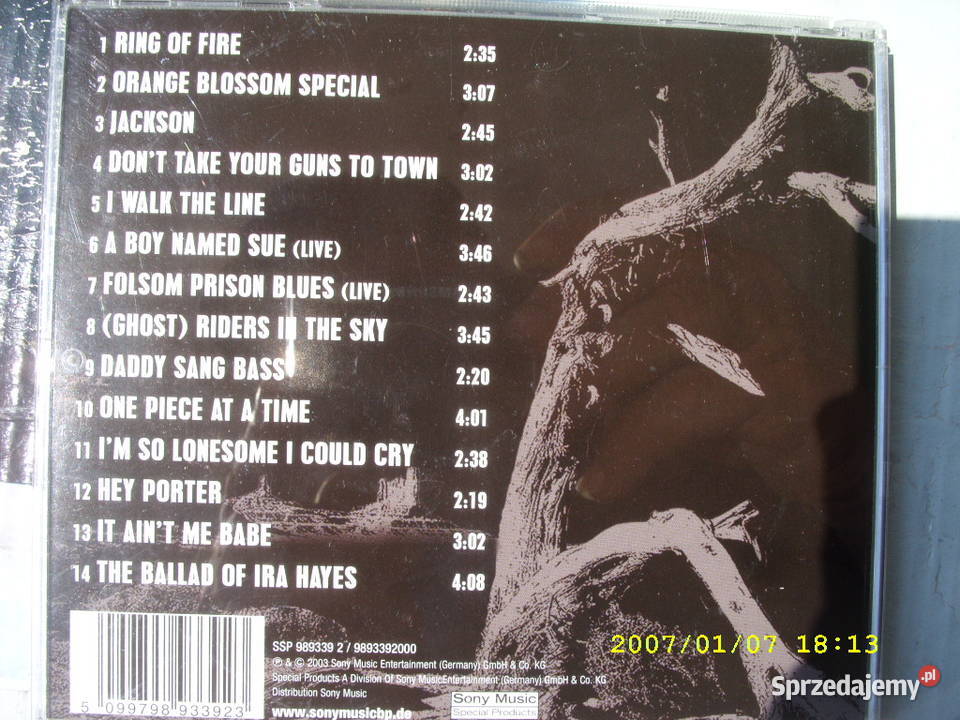 1 RING OF FIRE 2:35
2 ORANGE BLOSSOM SPECIAL 3:07
3 JACKSON 2:45
4 DON'T TAKE YOUR GUNS TO TOWN 3:02
5 I WALK THE LINE 2:42
6 A BOY NAMED SUE (LIVE) 3:46
7 FOLSOM PRISON BLUES (LIVE) 2:43
8 (GHOST) RIDERS IN THE SKY 3:45
9 DADDY SANG BASS 2:20
10 ONE PIECE AT A TIME 4:01
11 I'M SO LONESOME I COULD CRY 2:38
12 HEY PORTER 2:19
13 IT AIN'T ME BABE 3:02
14 THE BALLAD OF IRA HAYES 4:08
SSP 989339 2 / 9893392000
℗ & © 2003 Sony Music Entertainment (Germany) GmbH & Co. KG
Special Products A Division Of Sony MusicEntertainment (Germany) GmbH & Co. KG
Distribution Sony Music
www.sonymusicbp.de
Sony Music
Special Products
5 099798 933923
2007/01/07 18:13
Sprzedajemy.pl